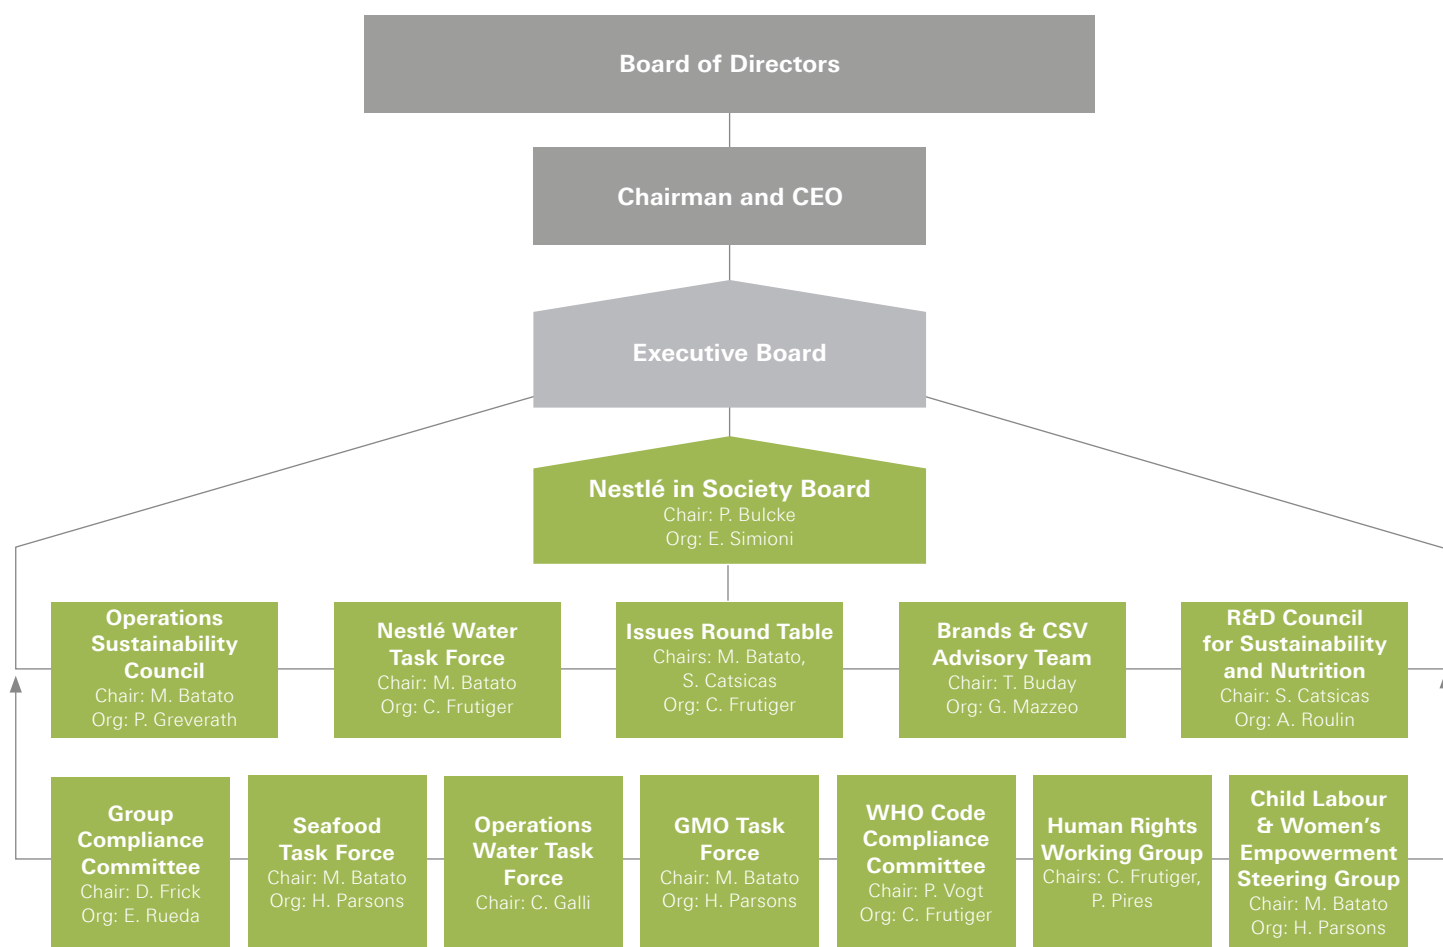 Board of Directors
Chairman and CEO
Executive Board
Nestlé in Society Board
Chair: P. Bulcke
Org: E. Simioni
Operations
Sustainability
Council
Chair: M. Batato
Org: P. Greverath
Nestlé Water
Task Force
Chair: M. Batato
Org: C. Frutiger
Issues Round Table
Chairs: M. Batato,
S. Catsicas
Org: C. Frutiger
Brands & CSV
Advisory Team
Chair: T. Buday
Org: G. Mazzeo
R&D Council
for Sustainability
and Nutrition
Chair: S. Catsicas
Org: A. Roulin
Group
Compliance
Committee
Chair: D. Frick
Org: E. Rueda
Seafood
Task Force
Chair: M. Batato
Org: H. Parsons
Operations
Water Task
Force
Chair: C. Galli
GMO Task
Force
Chair: M. Batato
Org: H. Parsons
WHO Code
Compliance
Committee
Chair: P. Vogt
Org: C. Frutiger
Human Rights
Working Group
Chairs: C. Frutiger,
P. Pires
Child Labour
& Women’s
Empowerment
Steering Group
Chair: M. Batato
Org: H. Parsons